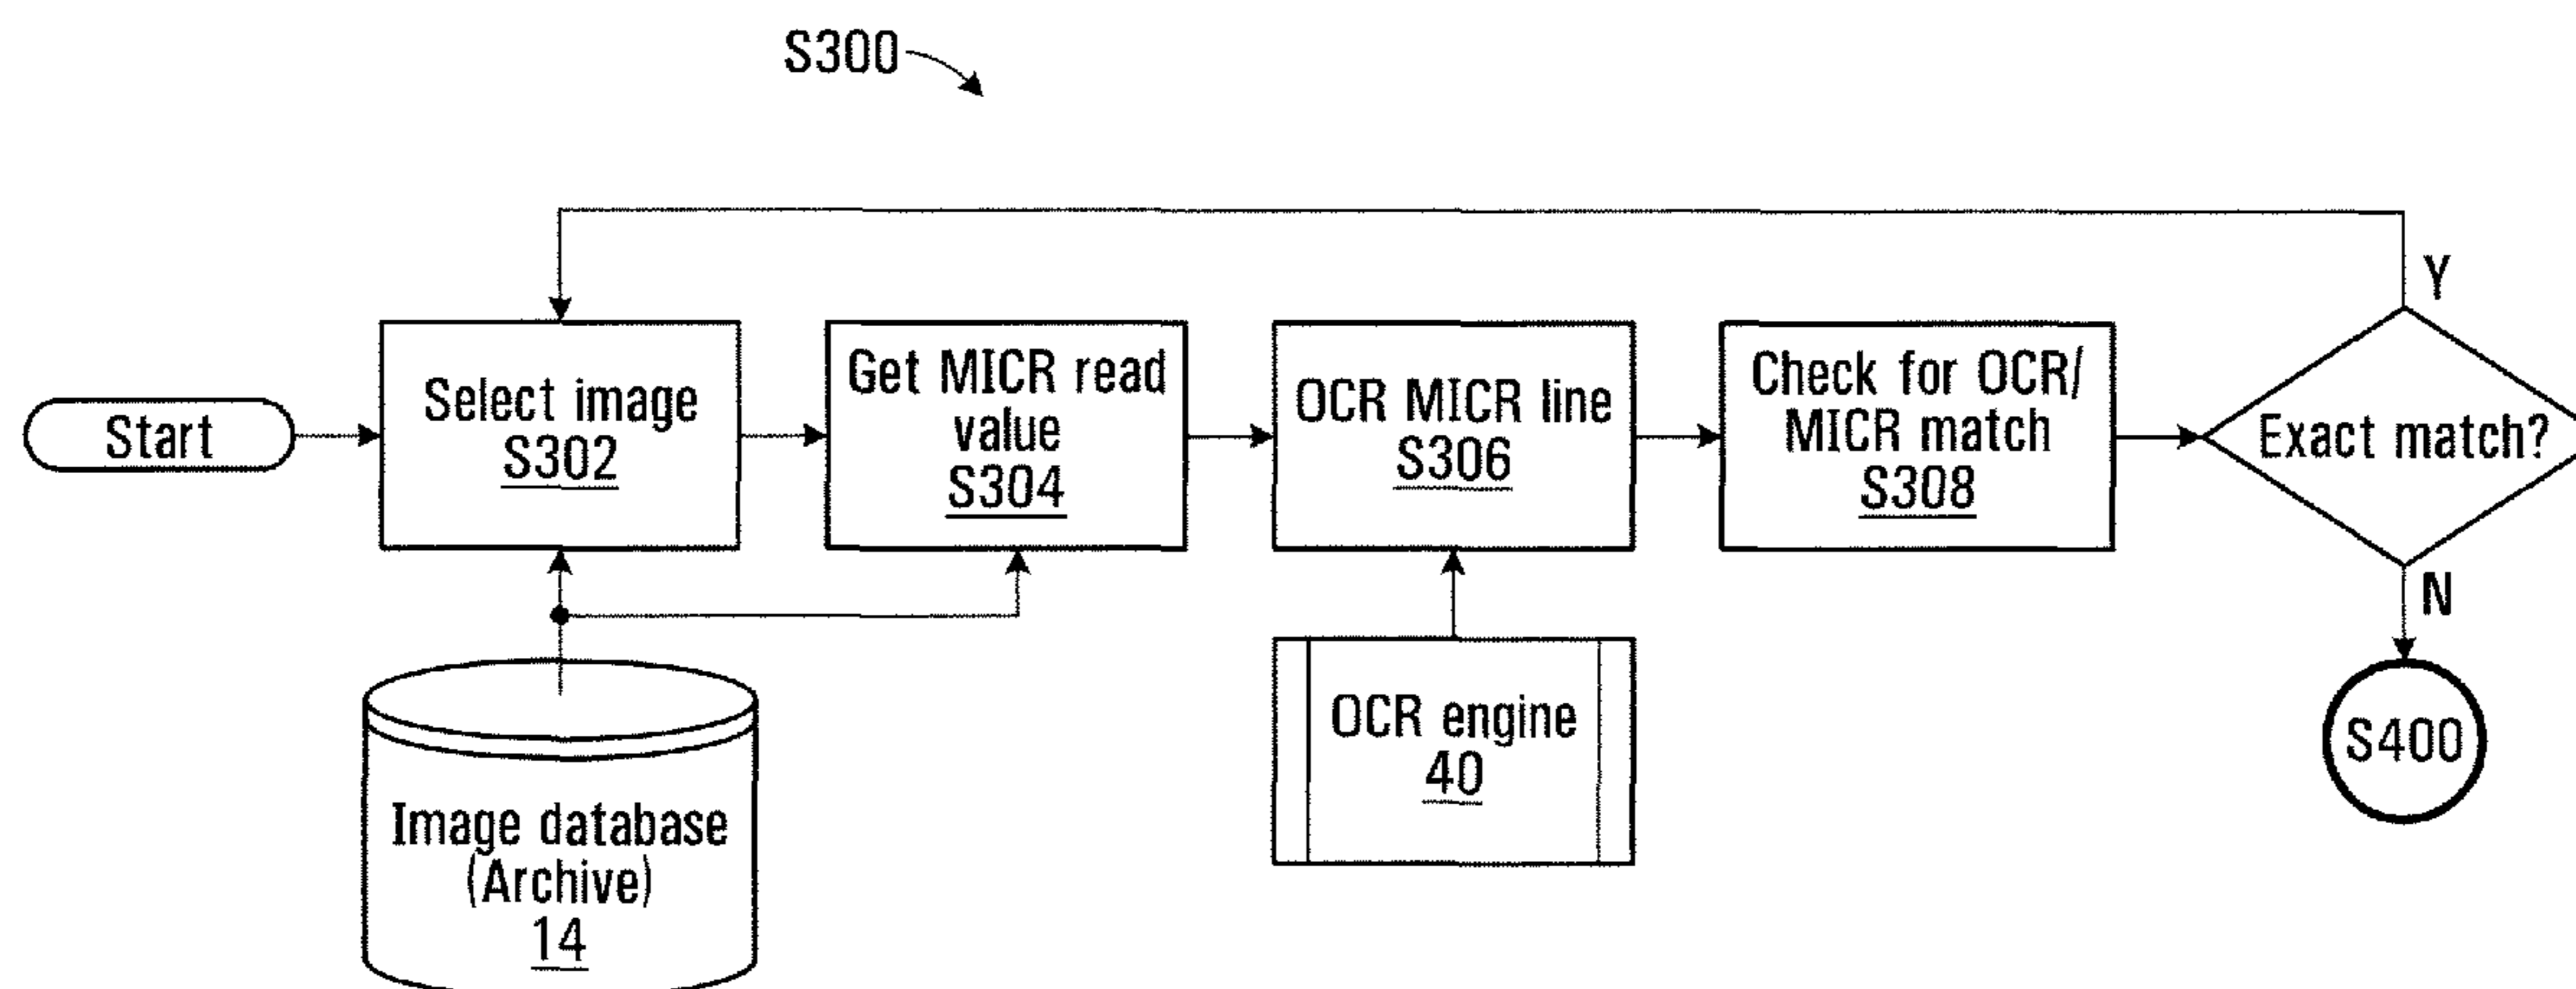 S300
Start
Select image
S302
Get MICR read
value
S304
OCR MICR line
S306
Check for OCR/
MICR match
S308
Exact match?
Y
N
S400
OCR engine
40
Image database
(Archive)
14